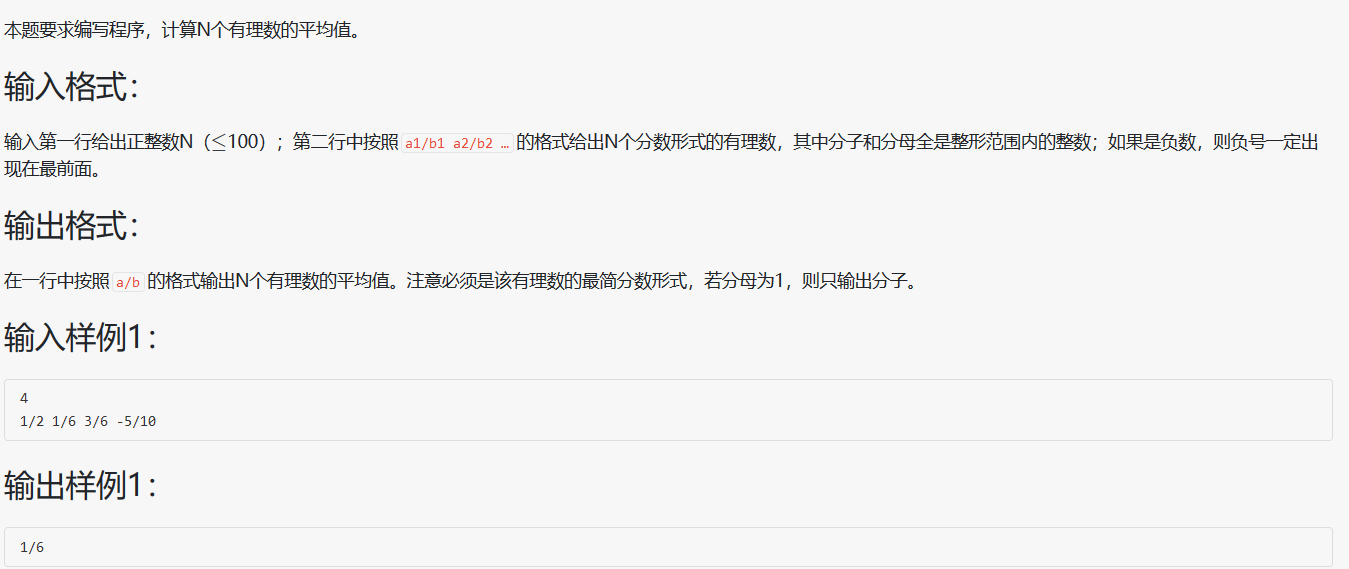 本题要求编写程序，计算N个有理数的平均值。
输入格式：
输入第一行给出正整数N（≤100）；第二行中按照 a1/b1 a2/b2 … 的格式给出N个分数形式的有理数，其中分子和分母全是整形范围内的整数；如果是负数，则负号一定出
现在最前面。
输出格式：
在一行中按照 a/b 的格式输出N个有理数的平均值。注意必须是该有理数的最简分数形式，若分母为1，则只输出分子。
输入样例1：
4
1/2 1/6 3/6 -5/10
输出样例1：
1/6